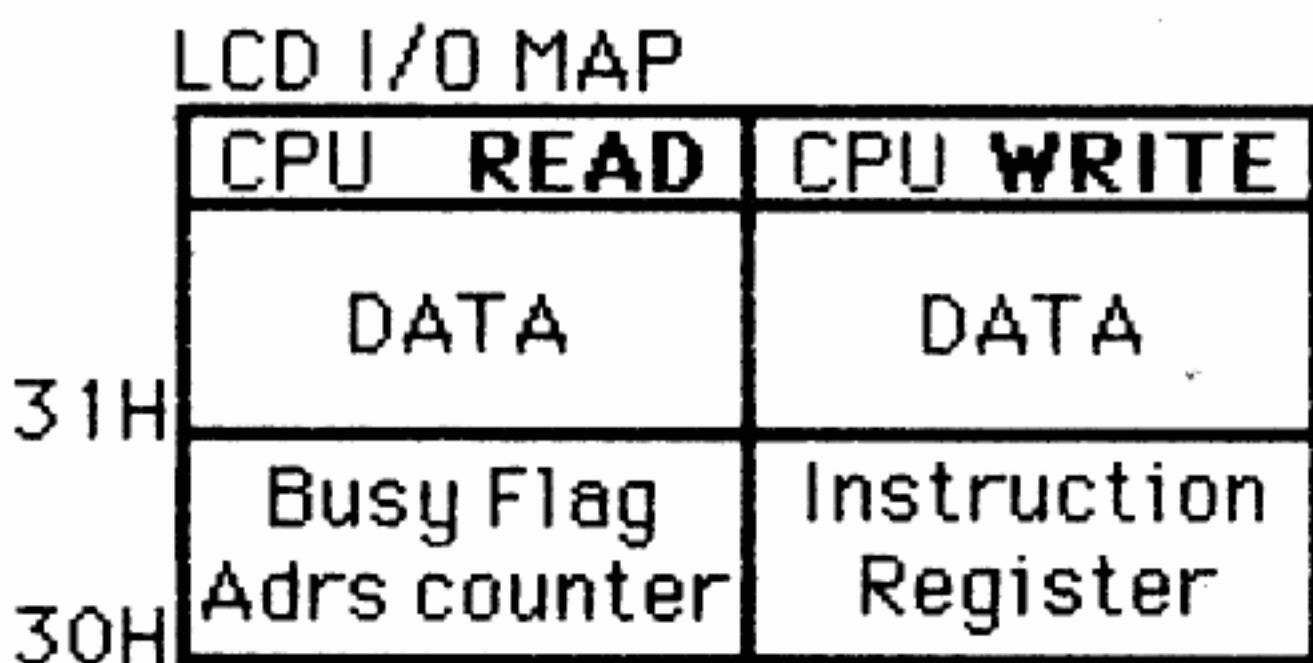 LCD I/O MAP
CPU READ CPU WRITE
DATA DATA
31H
Busy Flag Instruction
Adrs counter Register
30H